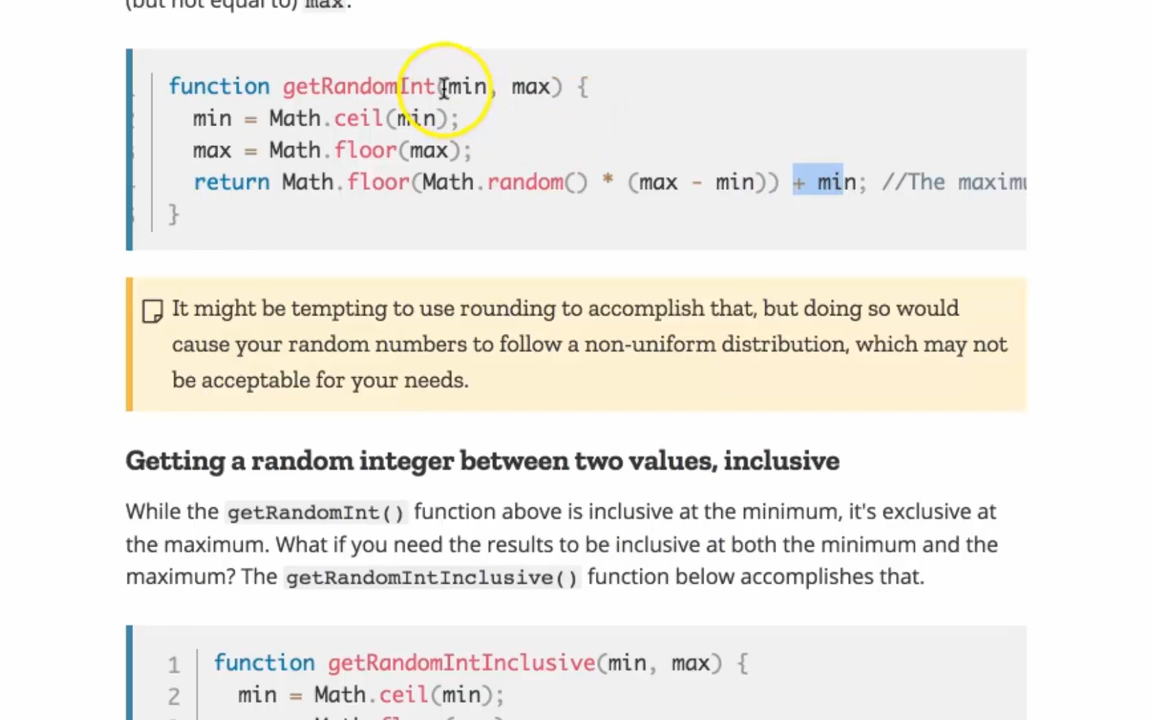 (but not equal to) max.
function getRandomInt(min, max) {
min = Math.ceil(min);
max = Math.floor(max);
return Math.floor(Math.random() * (max - min)) + min; //The maximu
}
It might be tempting to use rounding to accomplish that, but doing so would
cause your random numbers to follow a non-uniform distribution, which may not
be acceptable for your needs.
Getting a random integer between two values, inclusive
While the getRandomInt() function above is inclusive at the minimum, it's exclusive at
the maximum. What if you need the results to be inclusive at both the minimum and the
maximum? The getRandomIntInclusive() function below accomplishes that.
1 function getRandomIntInclusive(min, max) {
2 min = Math.ceil(min);